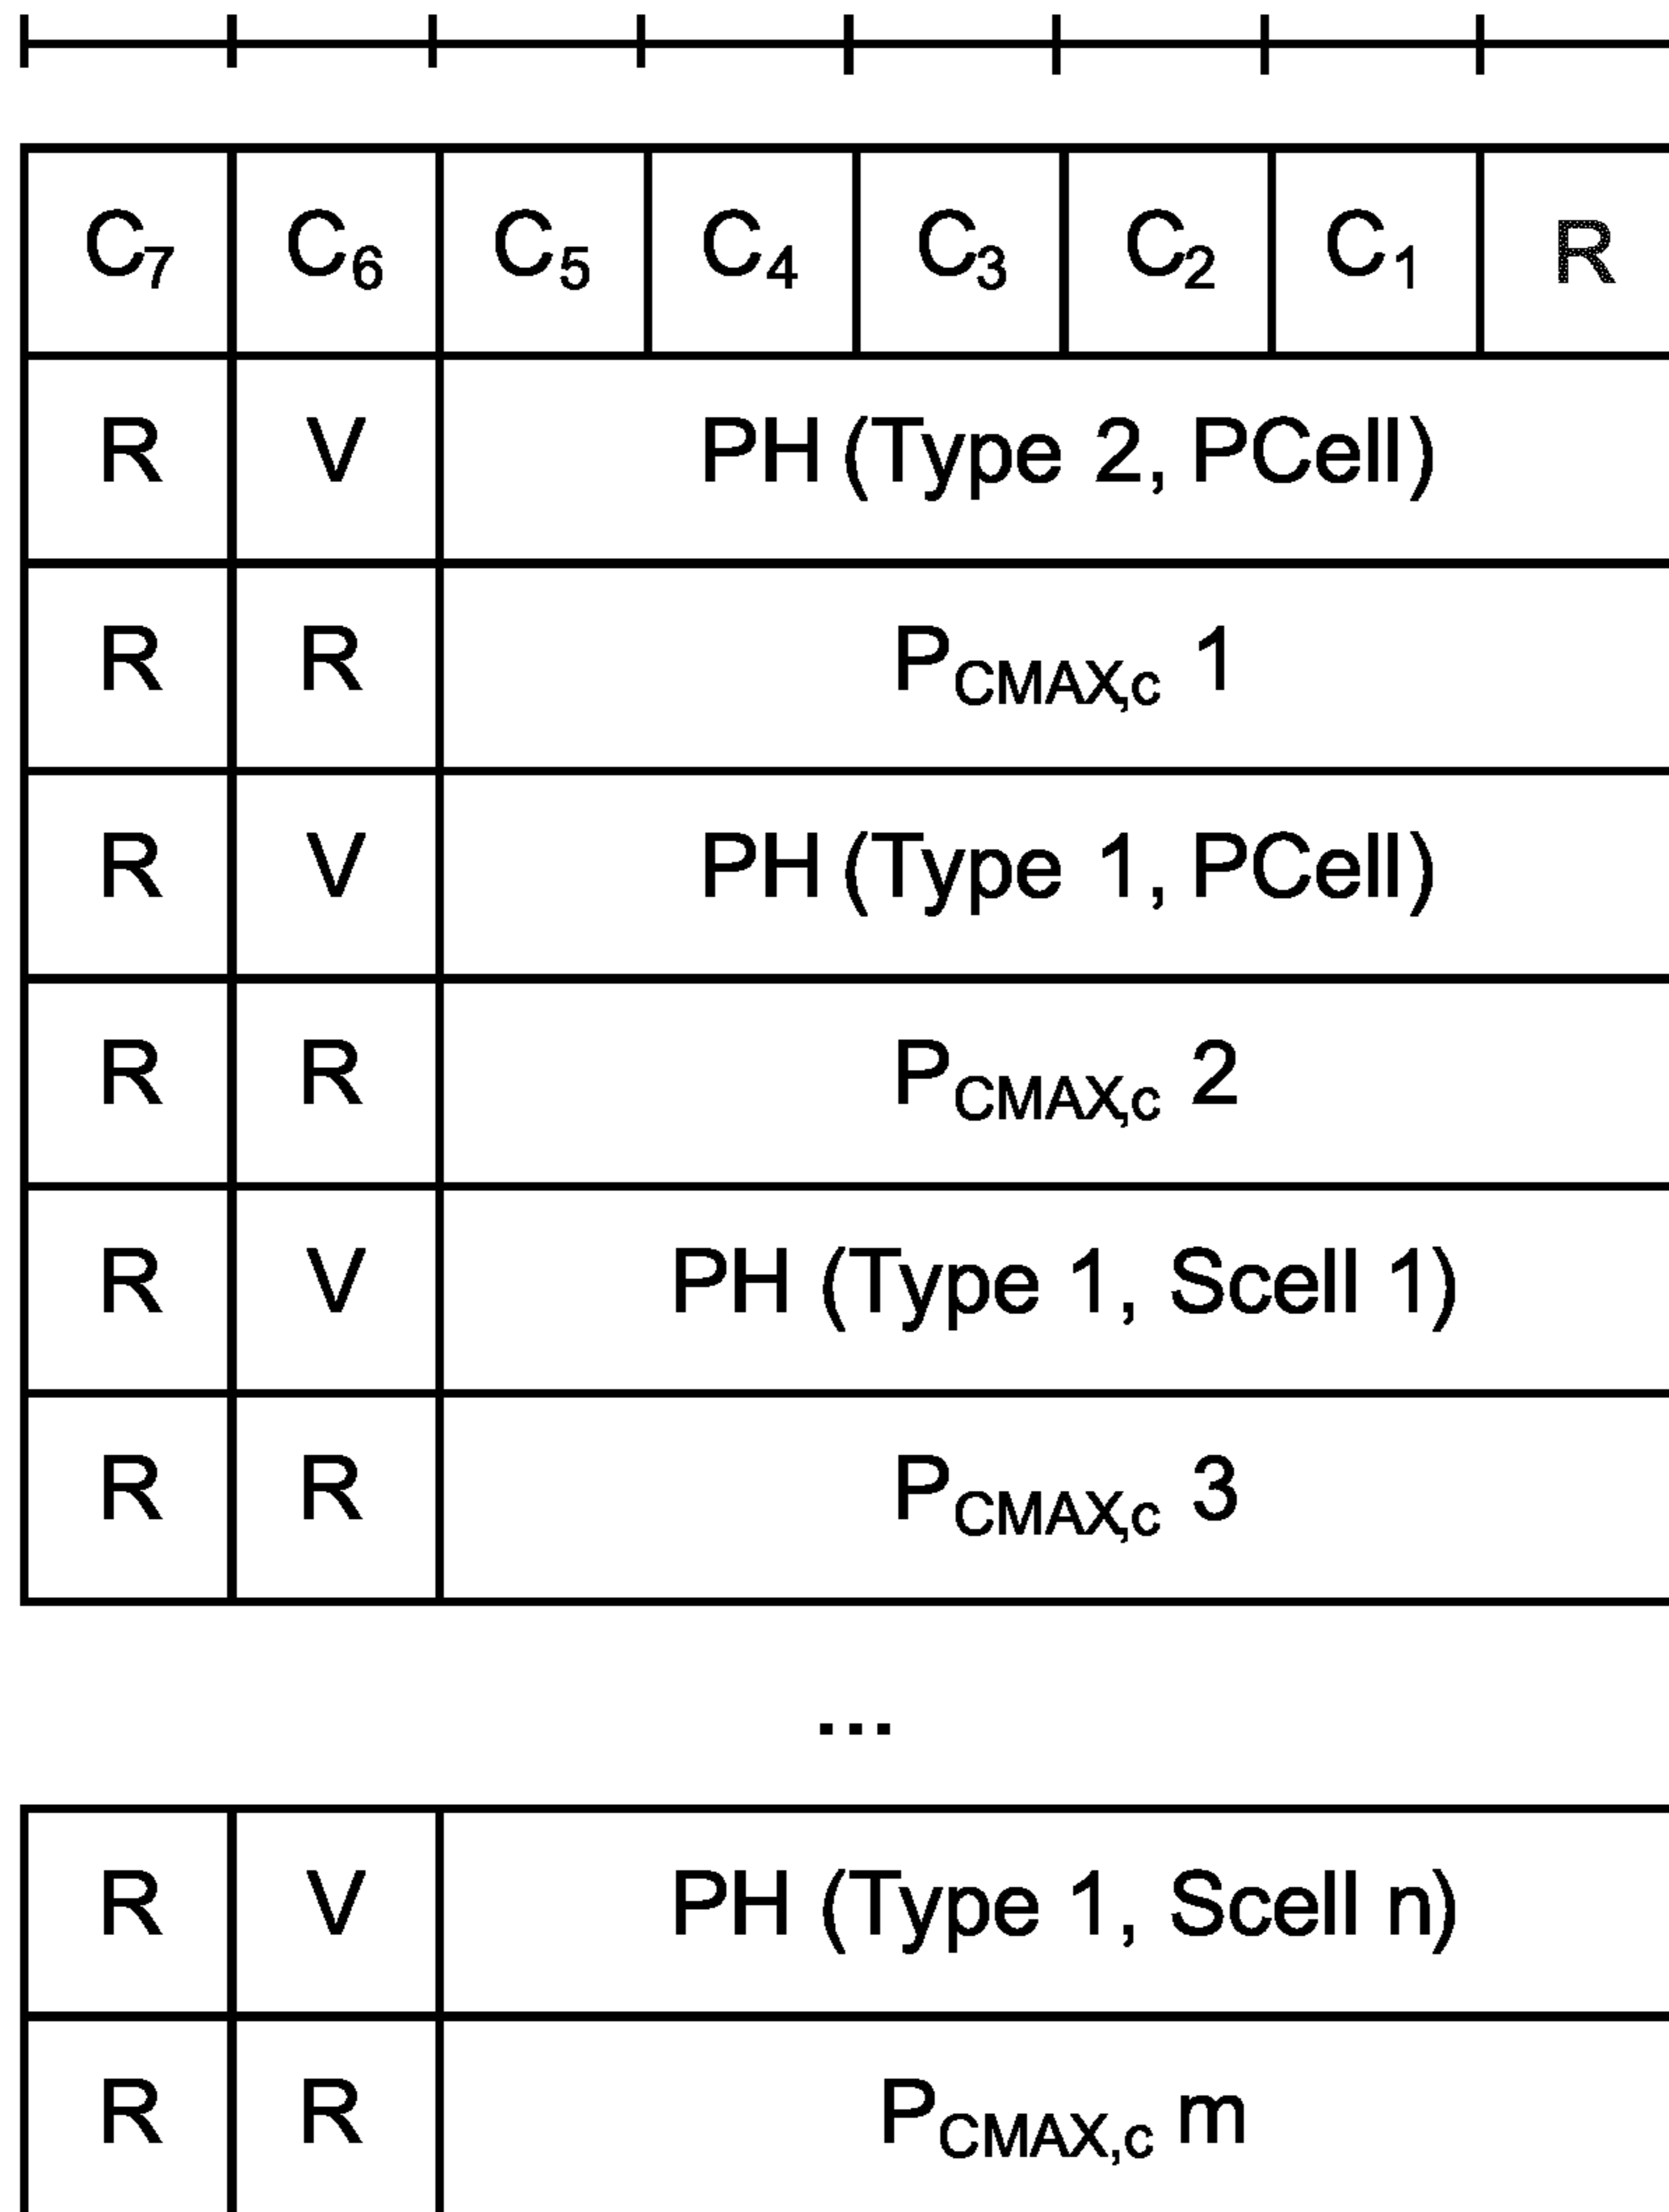 C7 C6 C5 C4 C3 C2 C1 R
R V PH (Type 2, PCell)
R R PCMAX,c 1
R V PH (Type 1, PCell)
R R PCMAX,c 2
R V PH (Type 1, Scell 1)
R R PCMAX,c 3
...
R V PH (Type 1, Scell n)
R R PCMAX,c m